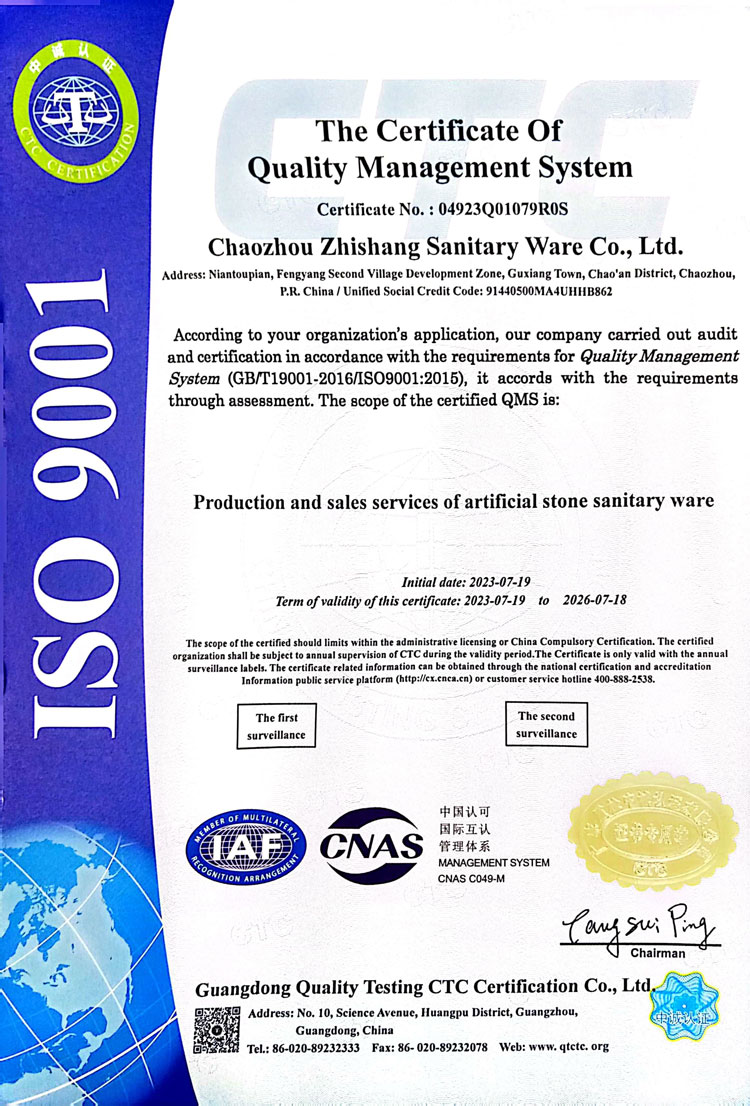 中诚认证
CTC CERTIFICATION
ISO 9001
CTC
The Certificate Of
Quality Management System
Certificate No. : 04923Q01079R0S
Chaozhou Zhishang Sanitary Ware Co., Ltd.
Address: Niantoupian, Fengyang Second Village Development Zone, Guxiang Town, Chao'an District, Chaozhou,
P.R. China / Unified Social Credit Code: 91440500MA4UHHB862
According to your organization's application, our company carried out audit
and certification in accordance with the requirements for Quality Management
System (GB/T19001-2016/ISO9001:2015), it accords with the requirements
through assessment. The scope of the certified QMS is:
Production and sales services of artificial stone sanitary ware
Initial date: 2023-07-19
Term of validity of this certificate: 2023-07-19 to 2026-07-18
The scope of the certified should limits within the administrative licensing or China Compulsory Certification. The certified
organization shall be subject to annual supervision of CTC during the validity period.The Certificate is only valid with the annual
surveillance labels. The certificate related information can be obtained through the national certification and accreditation
Information public service platform (http://cx.cnca.cn) or customer service hotline 400-888-2538.
The first
surveillance
The second
surveillance
MEMBER OF MULTILATERAL
IAF
RECOGNITION ARRANGEMENT
CNAS
中国认可
国际互认
管理体系
MANAGEMENT SYSTEM
CNAS C049-M
CTC
Chairman
Guangdong Quality Testing CTC Certification Co., Ltd.
中诚认证
Address: No. 10, Science Avenue, Huangpu District, Guangzhou,
Guangdong, China
Tel.: 86-020-89232333 Fax: 86- 020-89232078 Web: www. qtctc. org